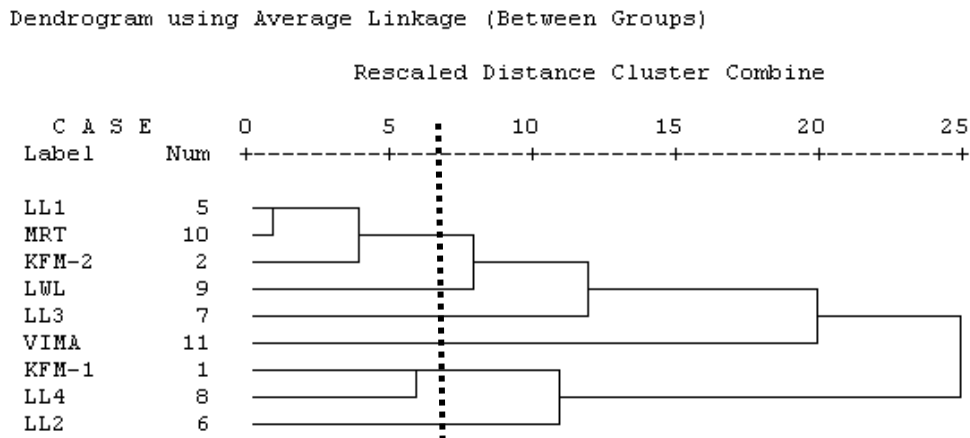 Dendrogram using Average Linkage (Between Groups)
Rescaled Distance Cluster Combine
C A S E 0 5 10 15 20 25
Label Num
LL1 5
MRT 10
KFM-2 2
LWL 9
LL3 7
VIMA 11
KFM-1 1
LL4 8
LL2 6